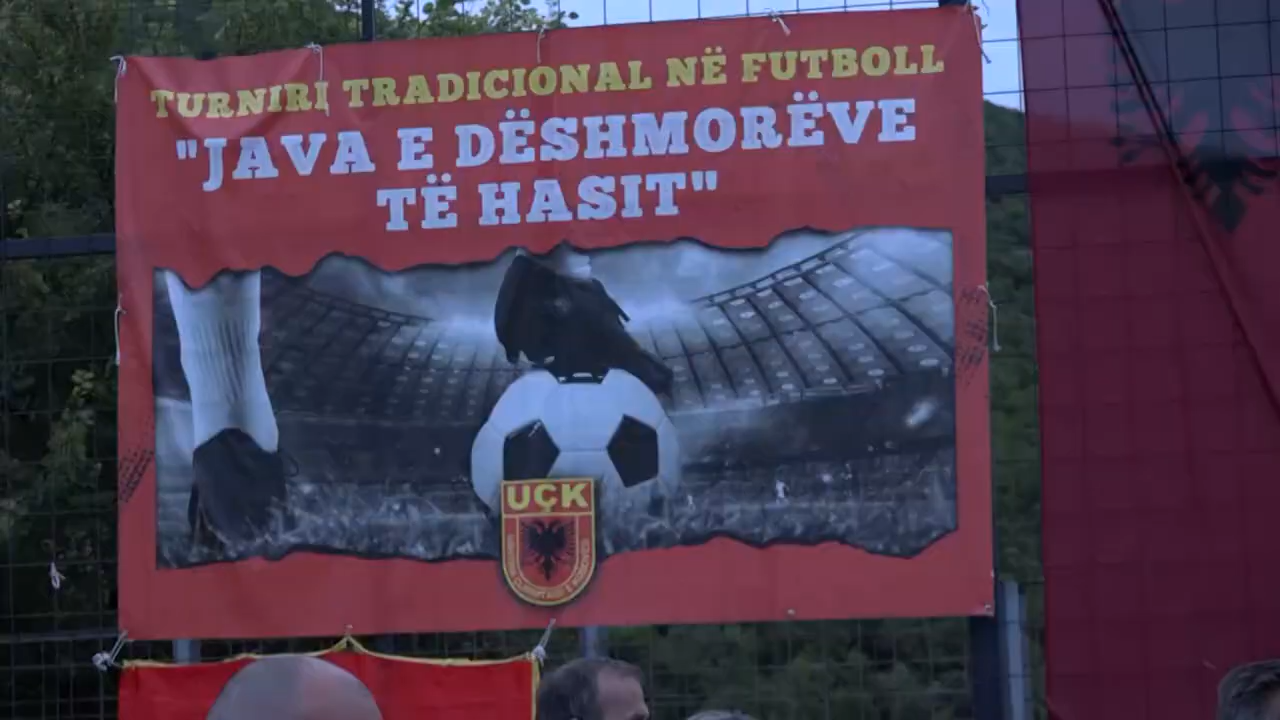 TURNIRI TRADICIONAL NË FUTBOLL
"JAVA E DËSHMORËVE
TË HASIT"
UÇK